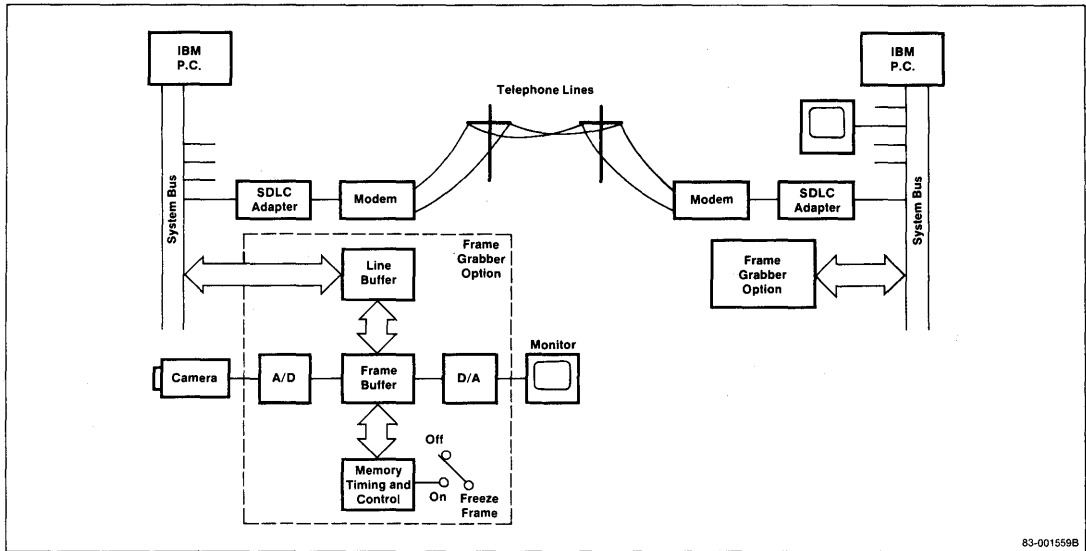 IBM
P.C.
IBM
P.C.
Telephone Lines
System Bus
SDLC
Adapter
Modem
Modem
SDLC
Adapter
System Bus
Frame
Grabber
Option
Line
Buffer
Frame
Grabber
Option
Monitor
Camera
A/D
Frame
Buffer
D/A
Off
Memory
Timing and
Control
On
Freeze
Frame
83-001559B